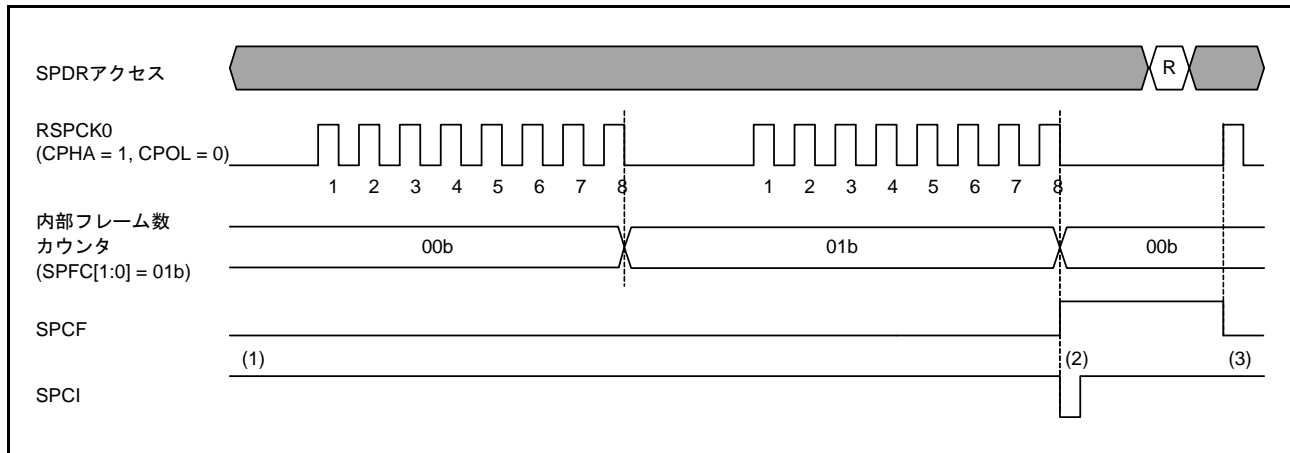 SPDRアクセス
R
RSPCK0
(CPHA = 1, CPOL = 0)
1 2 3 4 5 6 7 8 1 2 3 4 5 6 7 8
内部フレーム数
カウンタ
(SPFC[1:0] = 01b)
00b 01b 00b
SPCF
(1) (2) (3)
SPCI